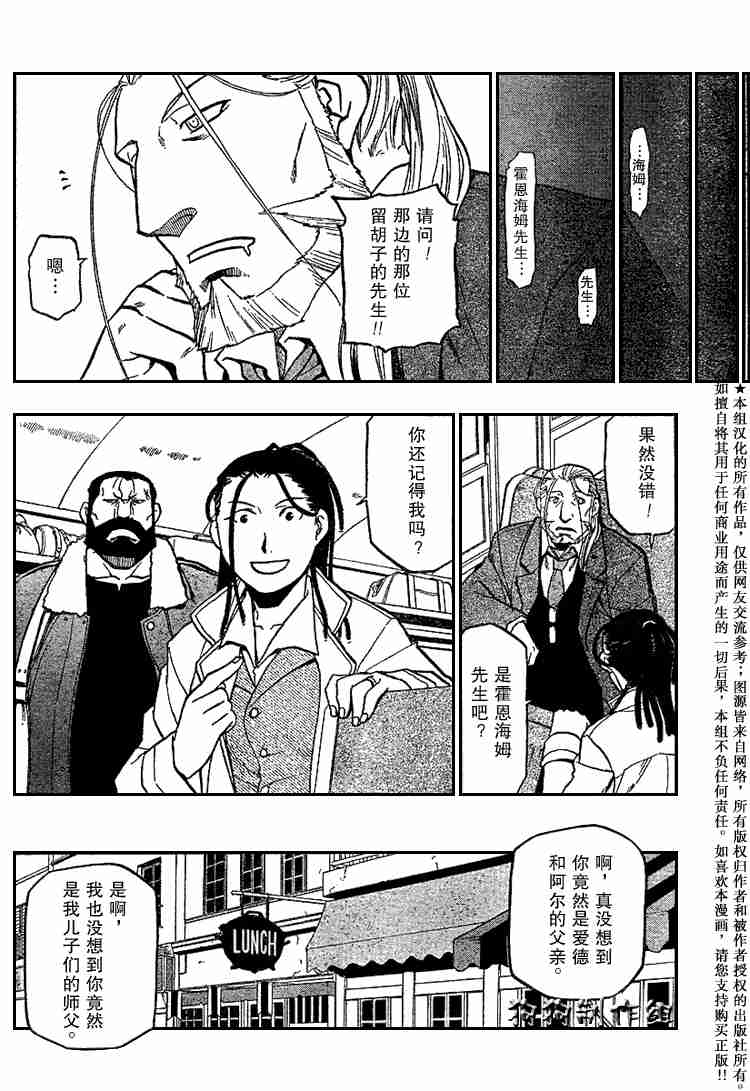 …海姆…
霍恩海姆先生…
…先生…
请问！
那边的那位
留胡子的先生!!
嗯…
果然没错！
是霍恩海姆
先生吧？
你还记得我吗？
啊，真没想到
你竟然是爱德
和阿尔的父亲。
是啊，
我也没想到你竟然
是我儿子们的师父。
LUNCH
狗狗制作组
★本组汉化的所有作品，仅供网友交流参考；图源皆来自网络，所有版权归作者和被作者授权的出版社所有。
如擅自将其用于任何商业用途而产生的一切后果，本组不负任何责任。如喜欢本漫画，请您支持购买正版!!